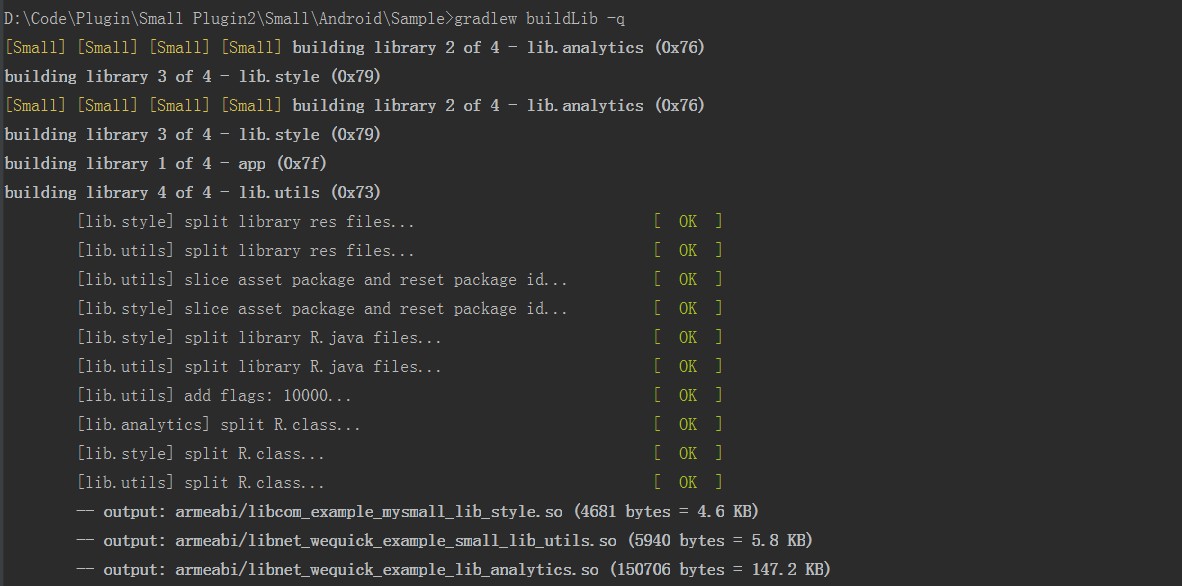 D:\Code\Plugin\Small Plugin2\Small\Android\Sample>gradlew buildLib -q
[Small] [Small] [Small] [Small] building library 2 of 4 - lib.analytics (0x76)
building library 3 of 4 - lib.style (0x79)
[Small] [Small] [Small] [Small] building library 2 of 4 - lib.analytics (0x76)
building library 3 of 4 - lib.style (0x79)
building library 1 of 4 - app (0x7f)
building library 4 of 4 - lib.utils (0x73)
[lib.style] split library res files... [ OK ]
[lib.utils] split library res files... [ OK ]
[lib.utils] slice asset package and reset package id... [ OK ]
[lib.style] slice asset package and reset package id... [ OK ]
[lib.style] split library R.java files... [ OK ]
[lib.utils] split library R.java files... [ OK ]
[lib.utils] add flags: 10000... [ OK ]
[lib.analytics] split R.class... [ OK ]
[lib.style] split R.class... [ OK ]
[lib.utils] split R.class... [ OK ]
-- output: armeabi/libcom_example_mysmall_lib_style.so (4681 bytes = 4.6 KB)
-- output: armeabi/libnet_wequick_example_small_lib_utils.so (5940 bytes = 5.8 KB)
-- output: armeabi/libnet_wequick_example_lib_analytics.so (150706 bytes = 147.2 KB)